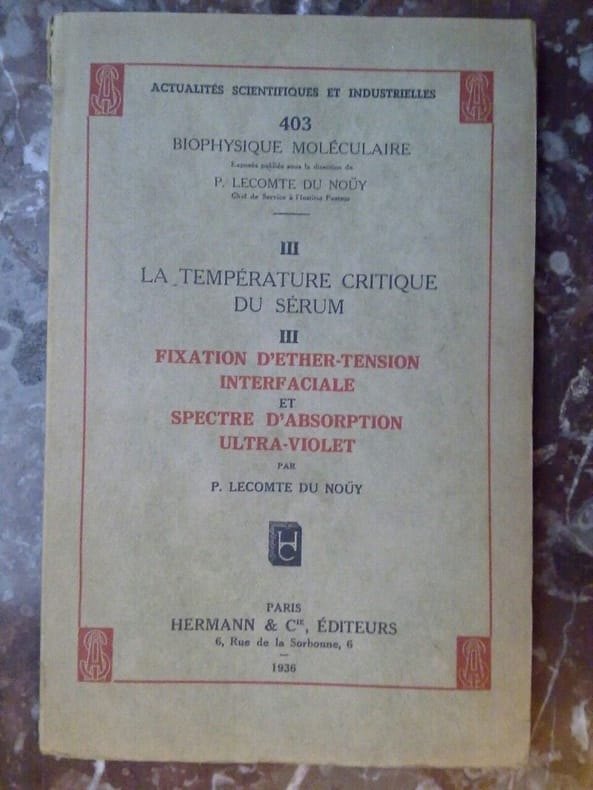 ACTUALITÉS SCIENTIFIQUES ET INDUSTRIELLES
403
BIOPHYSIQUE MOLÉCULAIRE
Exposés publiés sous la direction de
P. LECOMTE DU NOÜY
Chef de Service à l'Institut Pasteur
III
LA TEMPÉRATURE CRITIQUE
DU SÉRUM
III
FIXATION D'ETHER-TENSION
INTERFACIALE
ET
SPECTRE D'ABSORPTION
ULTRA-VIOLET
PAR
P. LECOMTE DU NOÜY
HC
PARIS
HERMANN & Cᴵᴱ, ÉDITEURS
6, Rue de la Sorbonne, 6
1936